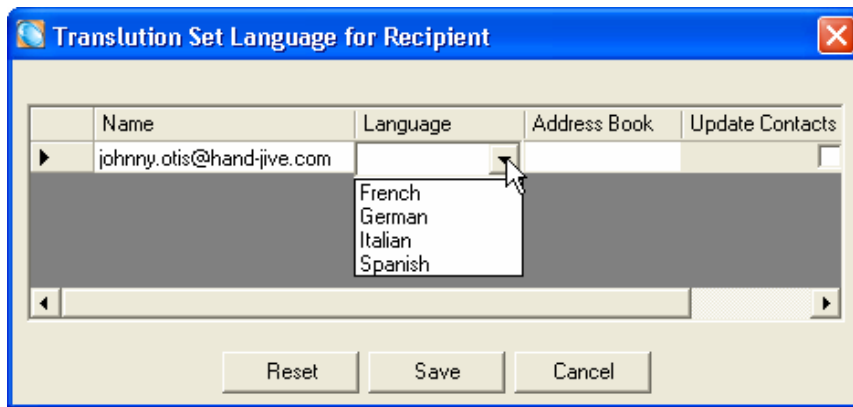 Translution Set Language for Recipient
Name Language Address Book Update Contacts
johnny.otis@hand-jive.com
French
German
Italian
Spanish
Reset Save Cancel